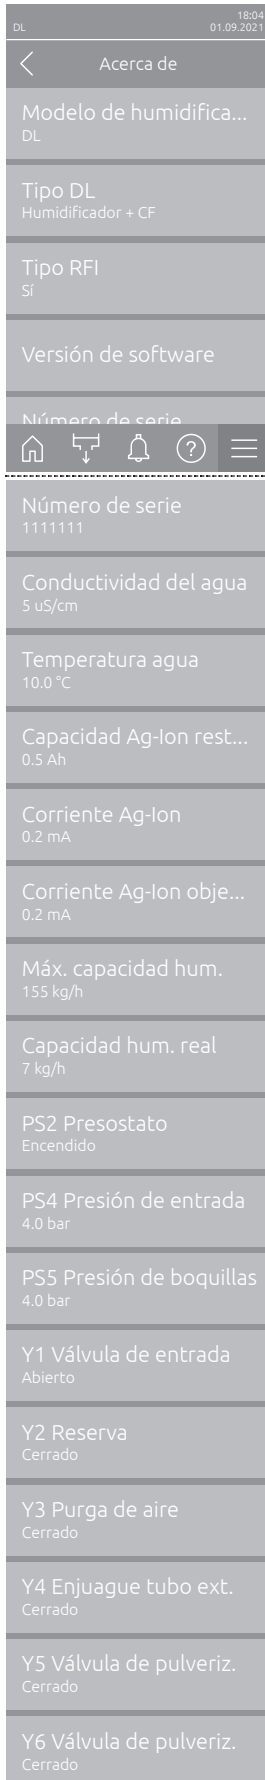 18:04
DL
01.09.2021
Acerca de
Modelo de humidifica...
DL
Tipo DL
Humidificador + CF
Tipo RFI
Sí
Versión de software
Número de serie
?
Número de serie
1111111
Conductividad del agua
5 uS/cm
Temperatura agua
10.0 °C
Capacidad Ag-Ion rest...
0.5 Ah
Corriente Ag-Ion
0.2 mA
Corriente Ag-Ion obje...
0.2 mA
Máx. capacidad hum.
155 kg/h
Capacidad hum. real
7 kg/h
PS2 Presostato
Encendido
PS4 Presión de entrada
4.0 bar
PS5 Presión de boquillas
4.0 bar
Y1 Válvula de entrada
Abierto
Y2 Reserva
Cerrado
Y3 Purga de aire
Cerrado
Y4 Enjuague tubo ext.
Cerrado
Y5 Válvula de pulveriz.
Cerrado
Y6 Válvula de pulveriz.
Cerrado